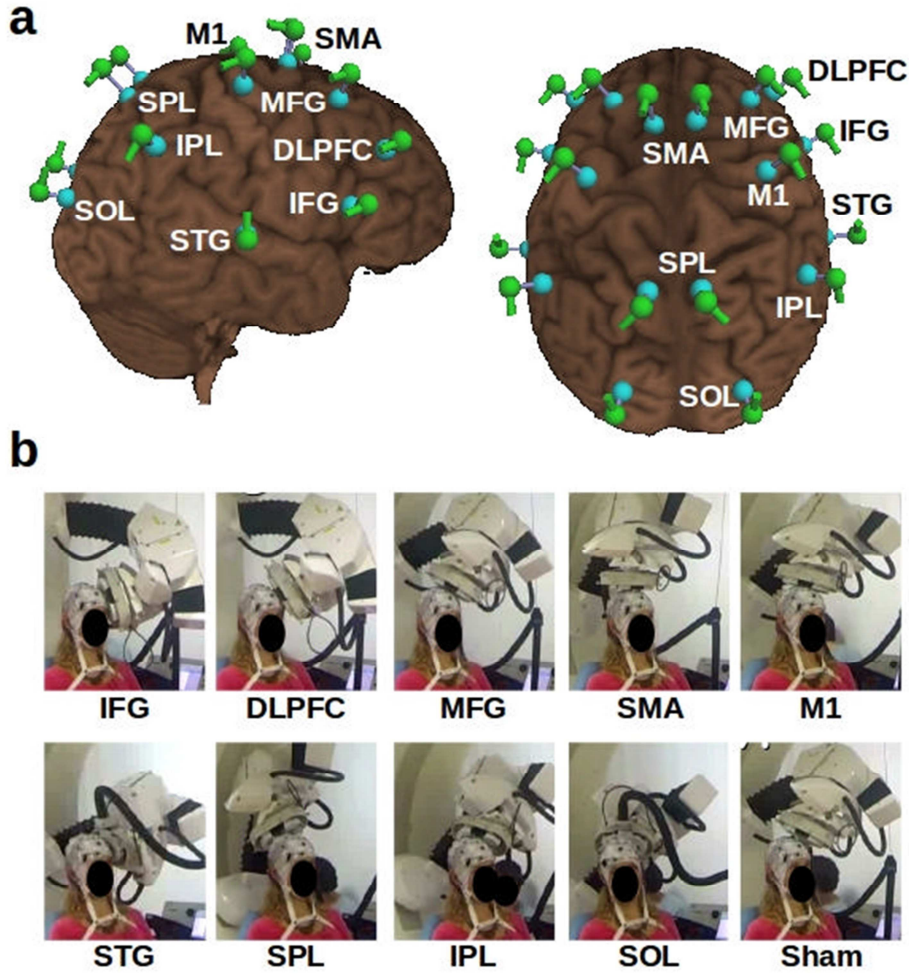 a
M1
SMA
SPL
MFG
IPL
DLPFC
IFG
SOL
STG
DLPFC
MFG
IFG
SMA
M1
STG
SPL
IPL
SOL
b
IFG DLPFC MFG SMA M1
STG SPL IPL SOL Sham